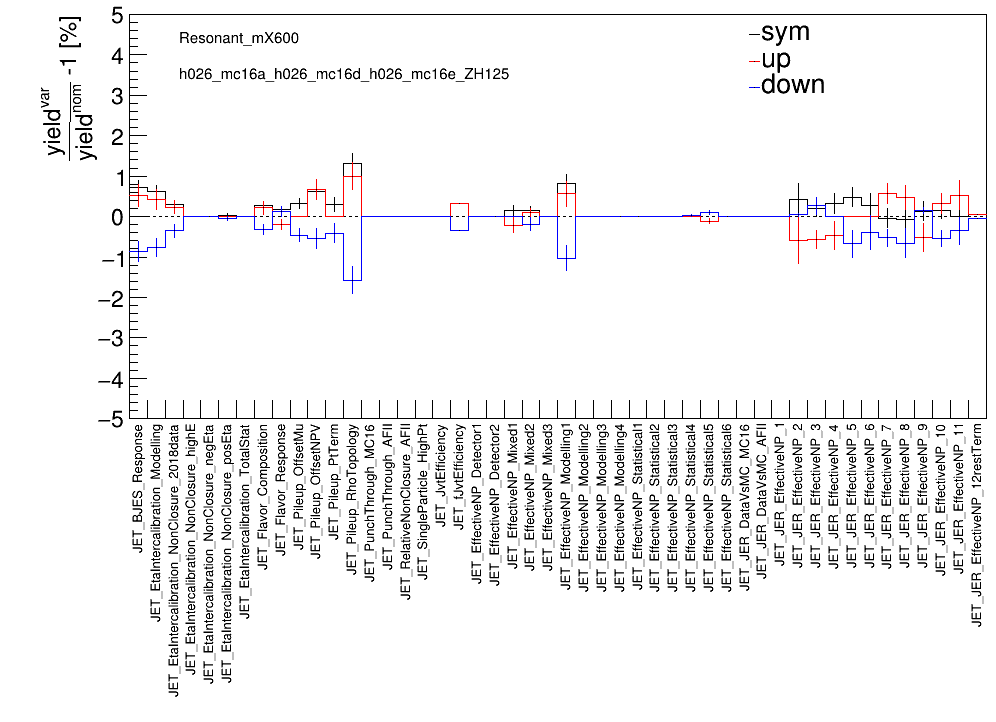 yield^var / yield^nom -1 [%]
5
4
3
2
1
0
−1
−2
−3
−4
−5
Resonant_mX600
h026_mc16a_h026_mc16d_h026_mc16e_ZH125
sym
up
down
JET_BJES_Response
JET_EtaIntercalibration_Modelling
JET_EtaIntercalibration_NonClosure_2018data
JET_EtaIntercalibration_NonClosure_highE
JET_EtaIntercalibration_NonClosure_negEta
JET_EtaIntercalibration_NonClosure_posEta
JET_EtaIntercalibration_TotalStat
JET_Flavor_Composition
JET_Flavor_Response
JET_Pileup_OffsetMu
JET_Pileup_OffsetNPV
JET_Pileup_PtTerm
JET_Pileup_RhoTopology
JET_PunchThrough_MC16
JET_PunchThrough_AFII
JET_RelativeNonClosure_AFII
JET_SingleParticle_HighPt
JET_JvtEfficiency
JET_fJvtEfficiency
JET_EffectiveNP_Detector1
JET_EffectiveNP_Detector2
JET_EffectiveNP_Mixed1
JET_EffectiveNP_Mixed2
JET_EffectiveNP_Mixed3
JET_EffectiveNP_Modelling1
JET_EffectiveNP_Modelling2
JET_EffectiveNP_Modelling3
JET_EffectiveNP_Modelling4
JET_EffectiveNP_Statistical1
JET_EffectiveNP_Statistical2
JET_EffectiveNP_Statistical3
JET_EffectiveNP_Statistical4
JET_EffectiveNP_Statistical5
JET_EffectiveNP_Statistical6
JET_JER_DataVsMC_MC16
JET_JER_DataVsMC_AFII
JET_JER_EffectiveNP_1
JET_JER_EffectiveNP_2
JET_JER_EffectiveNP_3
JET_JER_EffectiveNP_4
JET_JER_EffectiveNP_5
JET_JER_EffectiveNP_6
JET_JER_EffectiveNP_7
JET_JER_EffectiveNP_8
JET_JER_EffectiveNP_9
JET_JER_EffectiveNP_10
JET_JER_EffectiveNP_11
JET_JER_EffectiveNP_12restTerm